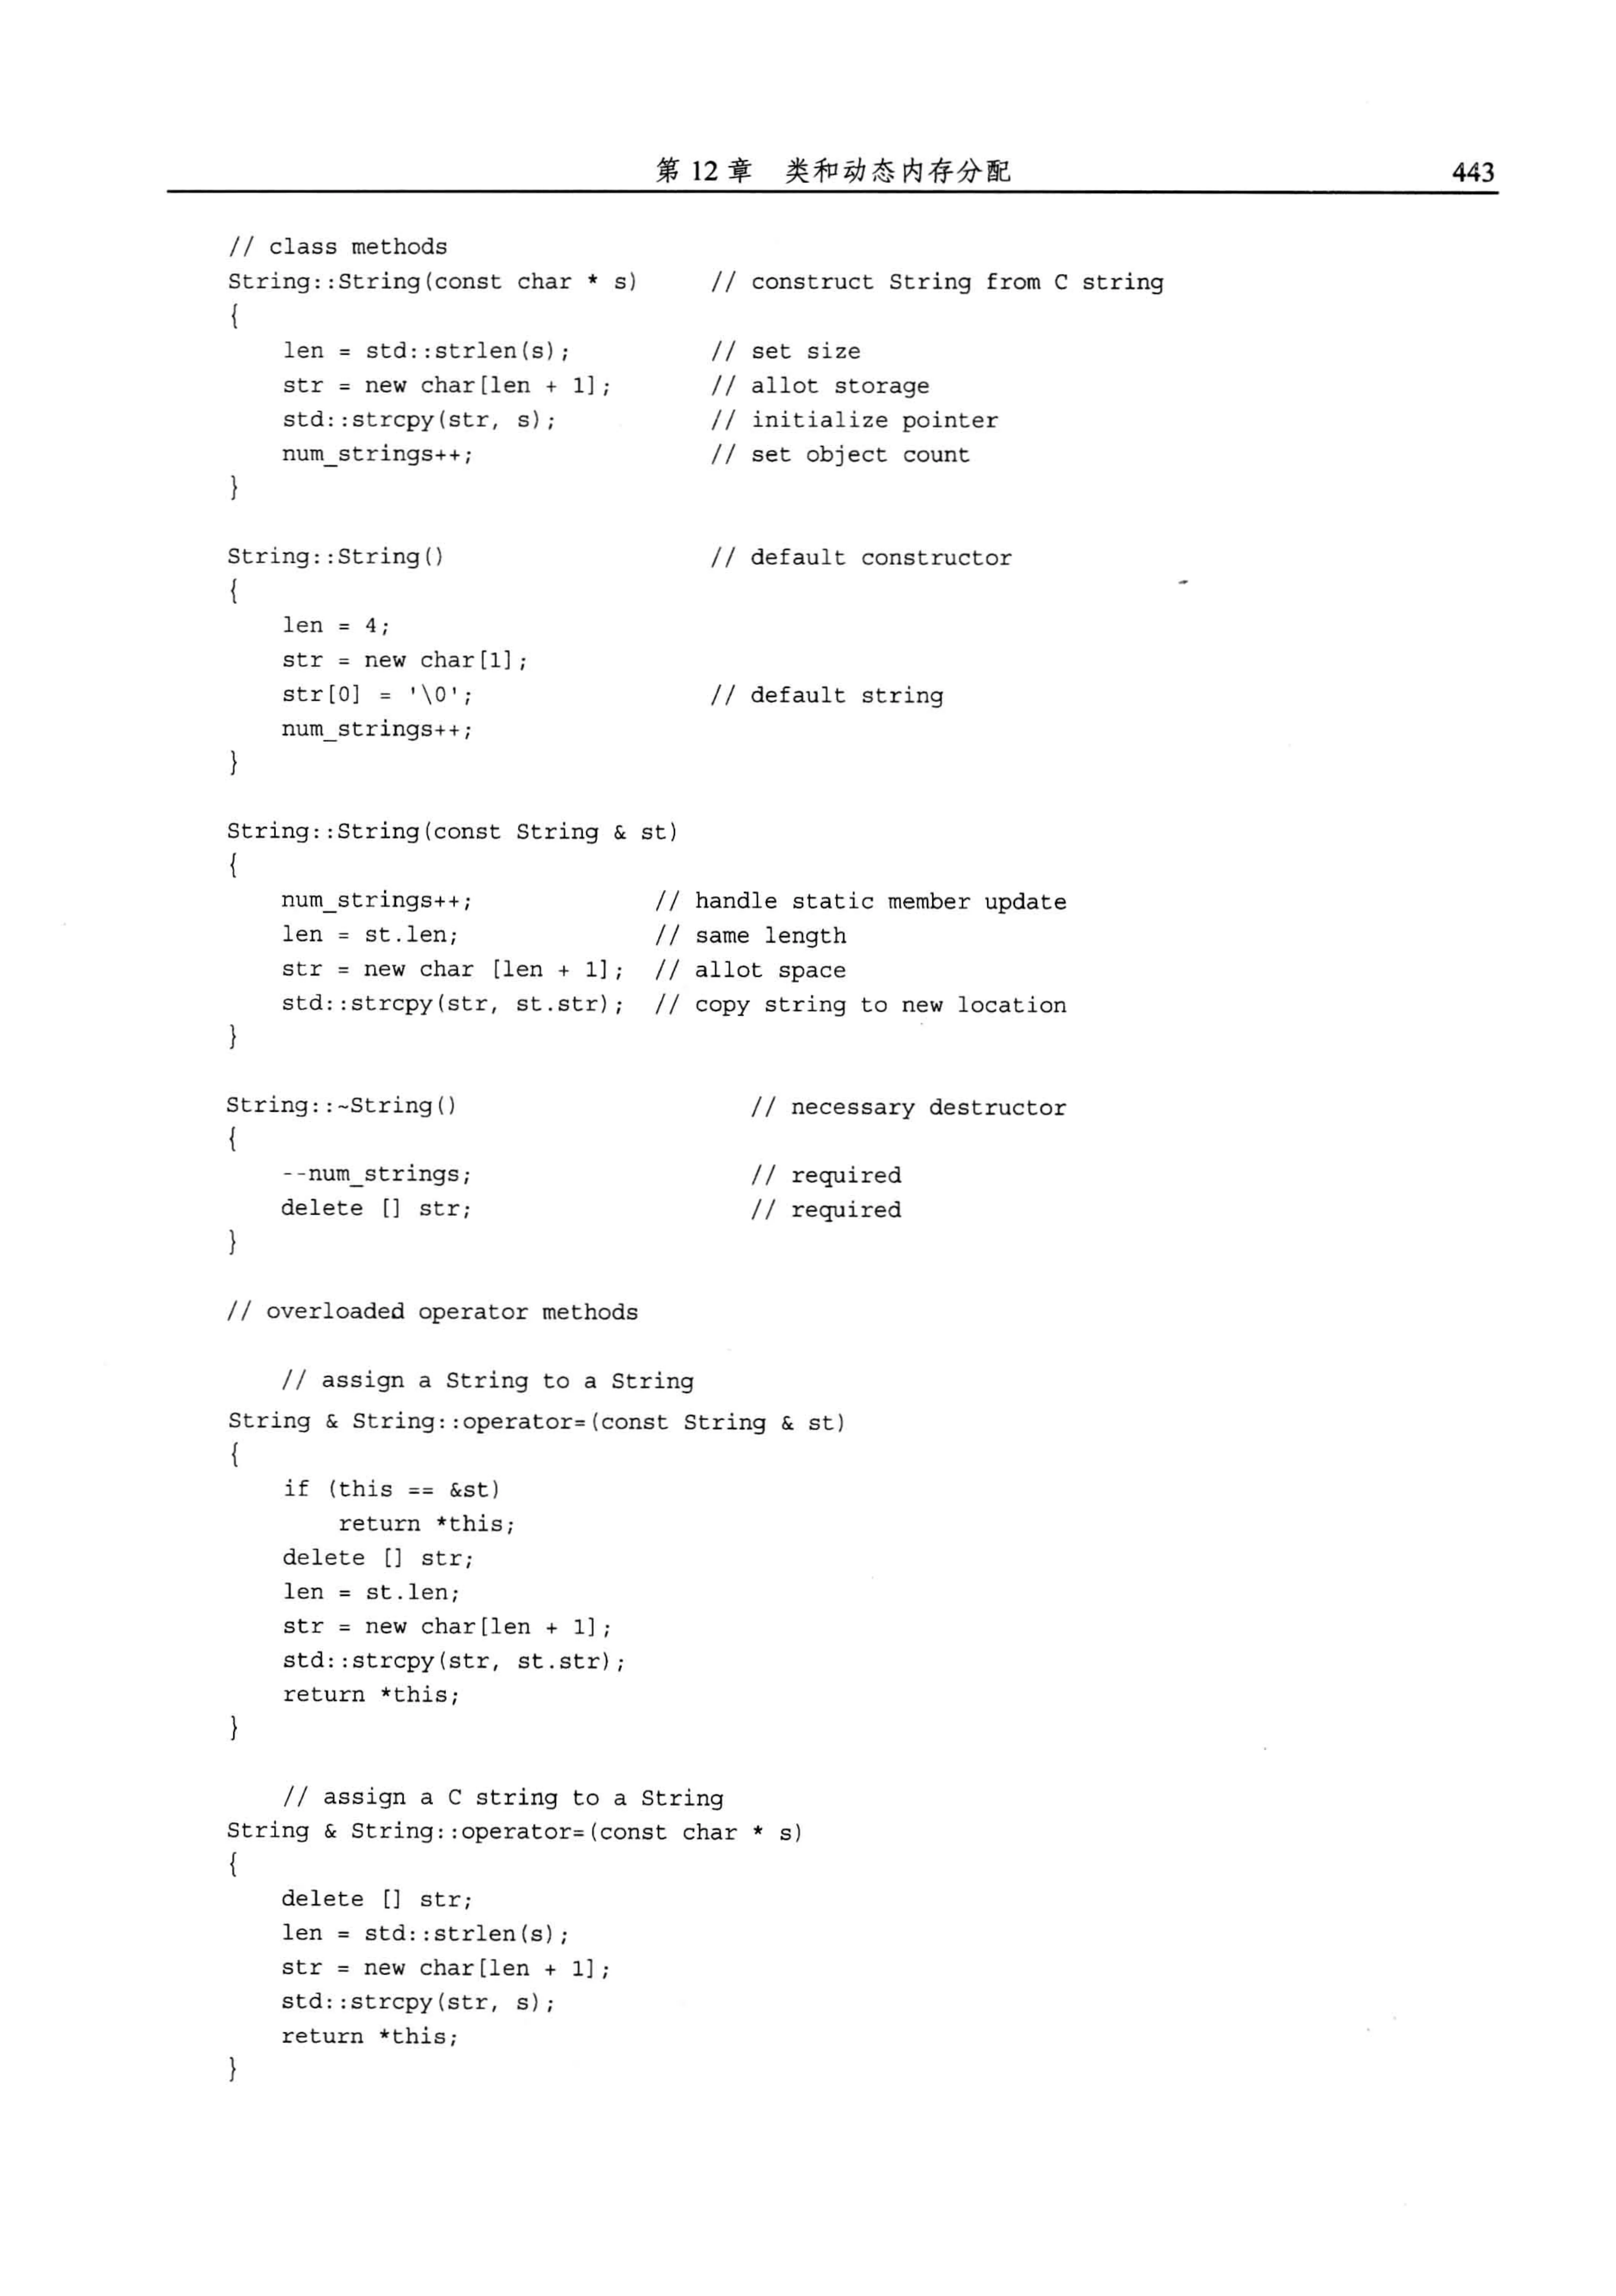 第 12 章 类和动态内存分配 443
// class methods
String::String(const char * s) // construct String from C string
{
len = std::strlen(s); // set size
str = new char[len + 1]; // allot storage
std::strcpy(str, s); // initialize pointer
num_strings++; // set object count
}
String::String() // default constructor
{
len = 4;
str = new char[1];
str[0] = '\0'; // default string
num_strings++;
}
String::String(const String & st)
{
num_strings++; // handle static member update
len = st.len; // same length
str = new char [len + 1]; // allot space
std::strcpy(str, st.str); // copy string to new location
}
String::~String() // necessary destructor
{
--num_strings; // required
delete [] str; // required
}
// overloaded operator methods
// assign a String to a String
String & String::operator=(const String & st)
{
if (this == &st)
return *this;
delete [] str;
len = st.len;
str = new char[len + 1];
std::strcpy(str, st.str);
return *this;
}
// assign a C string to a String
String & String::operator=(const char * s)
{
delete [] str;
len = std::strlen(s);
str = new char[len + 1];
std::strcpy(str, s);
return *this;
}